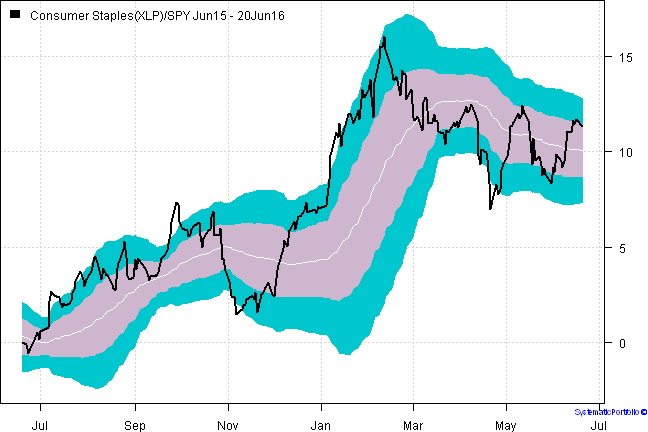 Consumer Staples(XLP)/SPY Jun15 - 20Jun16
15
10
5
0
SystematicPortfolio ©
Jul Sep Nov Jan Mar May Jul